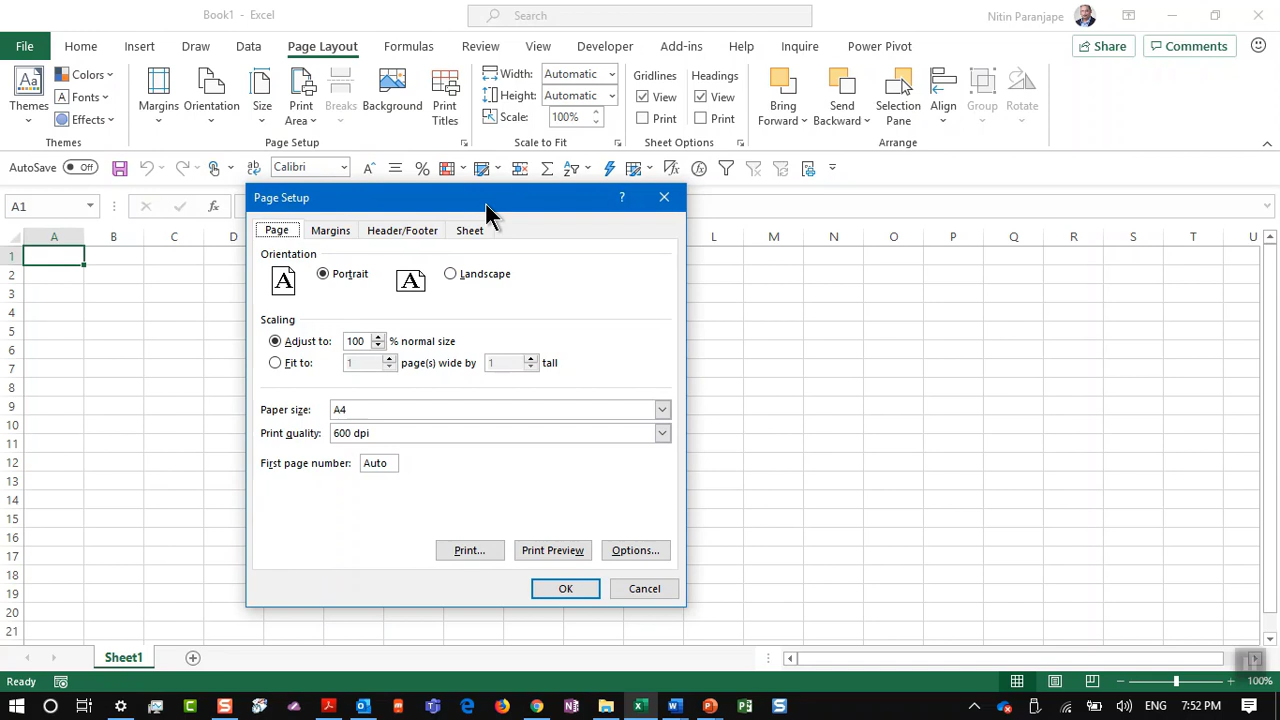 Book1 - Excel
Search
Nitin Paranjape
File Home Insert Draw Page Layout Data Formulas Review View Developer Add-ins Help Inquire Power Pivot Share Comments
Aa
Themes
Colors
Fonts
Effects
Margins
Orientation
Size
Print
Area
Breaks
Background
Print
Titles
Width: Automatic
Height: Automatic
Scale: 100%
Gridlines
View
Print
Headings
View
Print
Bring
Forward
Send
Backward
Selection
Pane
Align
Group
Rotate
Themes Page Setup Scale to Fit Sheet Options Arrange
AutoSave Off Calibri
A1 fx
Page Setup
Page Margins Header/Footer Sheet
Orientation
A Portrait A Landscape
Scaling
Adjust to: 100 % normal size
Fit to: 1 page(s) wide by 1 tall
Paper size: A4
Print quality: 600 dpi
First page number: Auto
Print... Print Preview Options...
OK Cancel
A B C D L M N O P Q R S T U
1
2
3
4
5
6
7
8
9
10
11
12
13
14
15
16
17
18
19
20
21
Sheet1
Ready 100%
ENG 7:52 PM